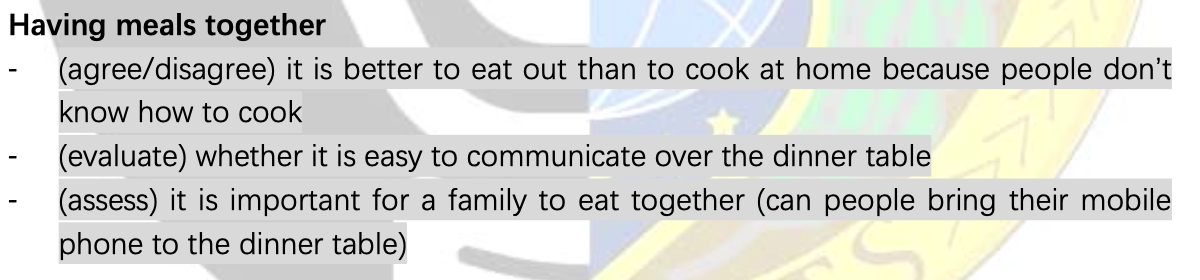 Having meals together
- (agree/disagree) it is better to eat out than to cook at home because people don’t
know how to cook
- (evaluate) whether it is easy to communicate over the dinner table
- (assess) it is important for a family to eat together (can people bring their mobile
phone to the dinner table)